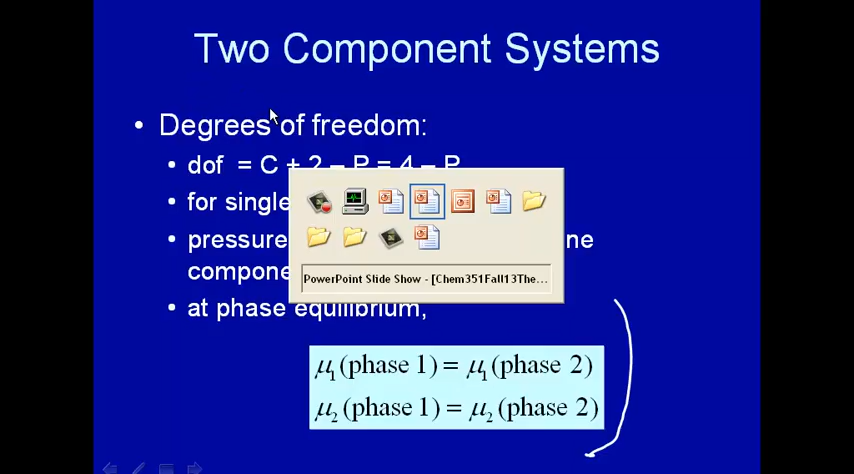 Two Component Systems
• Degrees of freedom:
• dof = C + 2 – P = 4 – P
• for single
• pressure ne
compone
• at phase equilibrium,
PowerPoint Slide Show - [Chem351Fall13The...
μ₁(phase 1) = μ₁(phase 2)
μ₂(phase 1) = μ₂(phase 2)